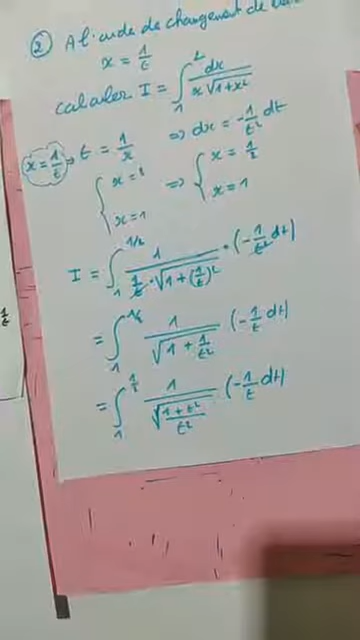 ② A l'aide de changement de
x = 1/t
calculer I = ∫₁² dx / (x√(1+x²))
x = 1/t ⇒ t = 1/x ⇒ dx = -1/t² dt
{ x = 2 ⇒ { x = 1/2
{ x = 1 { x = 1
I = ∫₁^(1/2) 1 / (1/t · √(1+(1/t)²)) · (-1/t² dt)
= ∫₁^(1/2) 1 / √(1 + 1/t²) (-1/t dt)
= ∫₁^(1/2) 1 / √((1+t²)/t²) (-1/t dt)